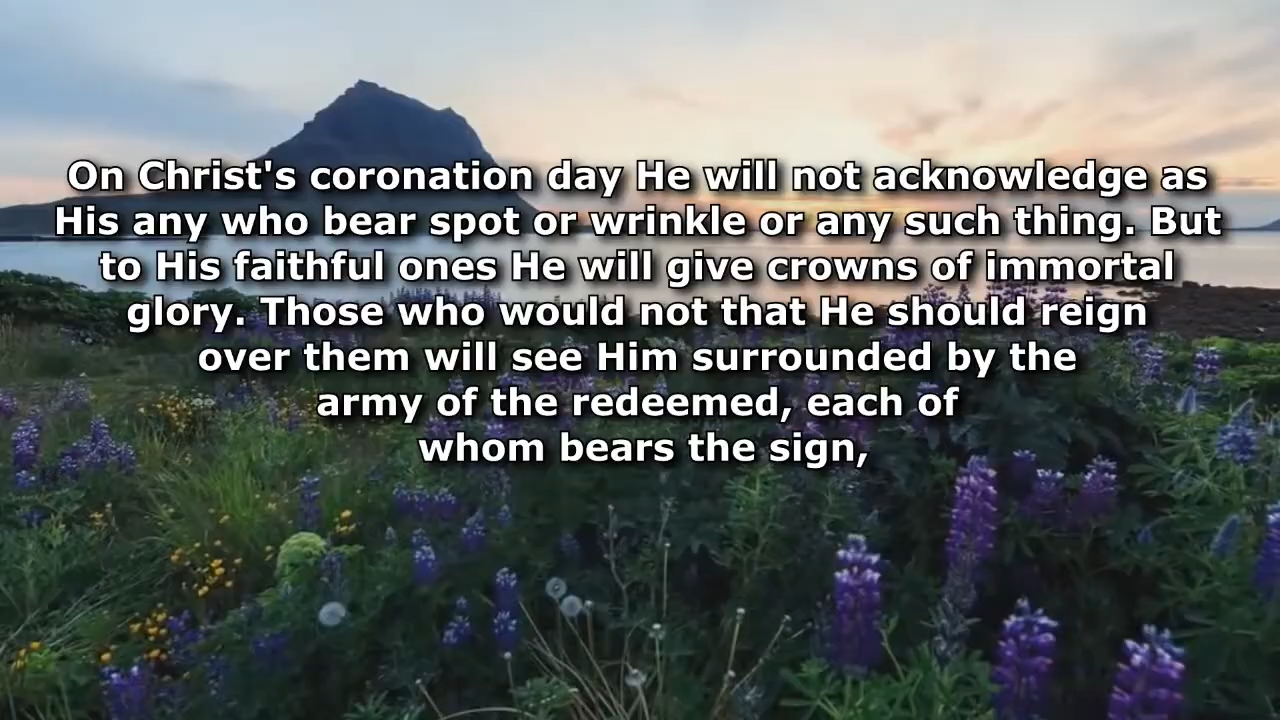 On Christ's coronation day He will not acknowledge as
His any who bear spot or wrinkle or any such thing. But
to His faithful ones He will give crowns of immortal
glory. Those who would not that He should reign
over them will see Him surrounded by the
army of the redeemed, each of
whom bears the sign,